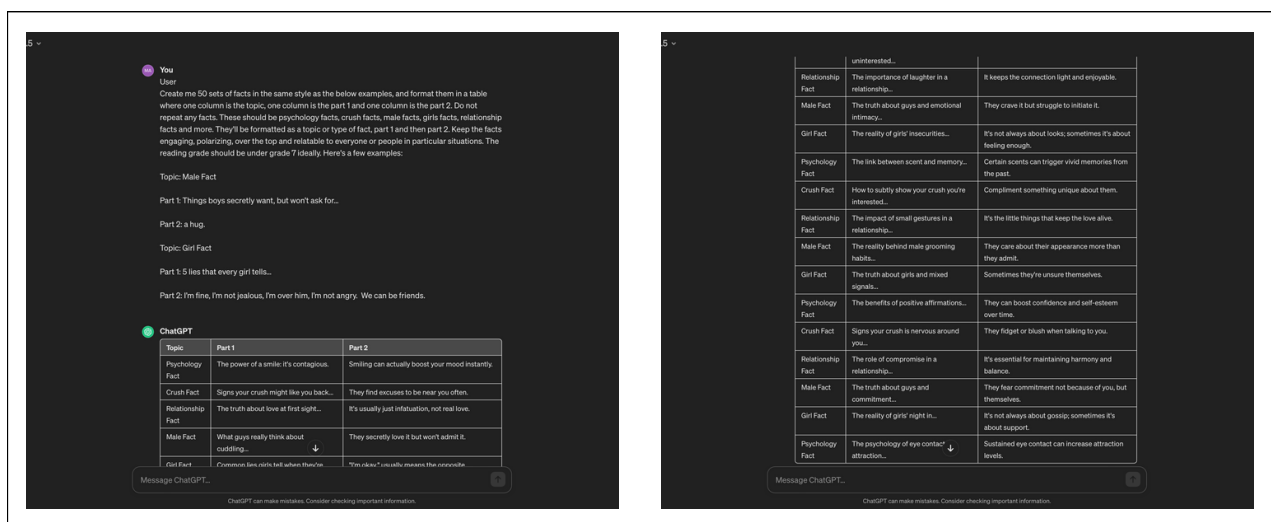 .5
You
User
Create me 50 sets of facts in the same style as the below examples, and format them in a table
where one column is the topic, one column is the part 1 and one column is the part 2. Do not
repeat any facts. These should be psychology facts, crush facts, male facts, girls facts, relationship
facts and more. They'll be formatted as a topic or type of fact, part 1 and then part 2. Keep the facts
engaging, polarizing, over the top and relatable to everyone or people in particular situations. The
reading grade should be under grade 7 ideally. Here's a few examples:
Topic: Male Fact
Part 1: Things boys secretly want, but won't ask for...
Part 2: a hug.
Topic: Girl Fact
Part 1: 5 lies that every girl tells...
Part 2: I'm fine, I'm not jealous, I'm over him, I'm not angry. We can be friends.
ChatGPT
Topic Part 1 Part 2
Psychology The power of a smile: it's contagious. Smiling can actually boost your mood instantly.
Fact
Crush Fact Signs your crush might like you back... They find excuses to be near you often.
Relationship The truth about love at first sight... It's usually just infatuation, not real love.
Fact
Male Fact What guys really think about They secretly love it but won't admit it.
cuddling...
Girl Fact Common lies girls tell when they're "I'm okay" usually means the opposite.
Message ChatGPT...
ChatGPT can make mistakes. Consider checking important information.
.5
uninterested...
Relationship The importance of laughter in a It keeps the connection light and enjoyable.
Fact relationship...
Male Fact The truth about guys and emotional They crave it but struggle to initiate it.
intimacy...
Girl Fact The reality of girls' insecurities... It's not always about looks; sometimes it's about
feeling enough.
Psychology The link between scent and memory... Certain scents can trigger vivid memories from
Fact the past.
Crush Fact How to subtly show your crush you're Compliment something unique about them.
interested...
Relationship The impact of small gestures in a It's the little things that keep the love alive.
Fact relationship...
Male Fact The reality behind male grooming They care about their appearance more than
habits... they admit.
Girl Fact The truth about girls and mixed Sometimes they're unsure themselves.
signals...
Psychology The benefits of positive affirmations... They can boost confidence and self-esteem
Fact over time.
Crush Fact Signs your crush is nervous around They fidget or blush when talking to you.
you...
Relationship The role of compromise in a It's essential for maintaining harmony and
Fact relationship... balance.
Male Fact The truth about guys and They fear commitment not because of you, but
commitment... themselves.
Girl Fact The reality of girls' night in... It's not always about gossip; sometimes it's
about support.
Psychology The psychology of eye contact Sustained eye contact can increase attraction
Fact attraction... levels.
Message ChatGPT...
ChatGPT can make mistakes. Consider checking important information.